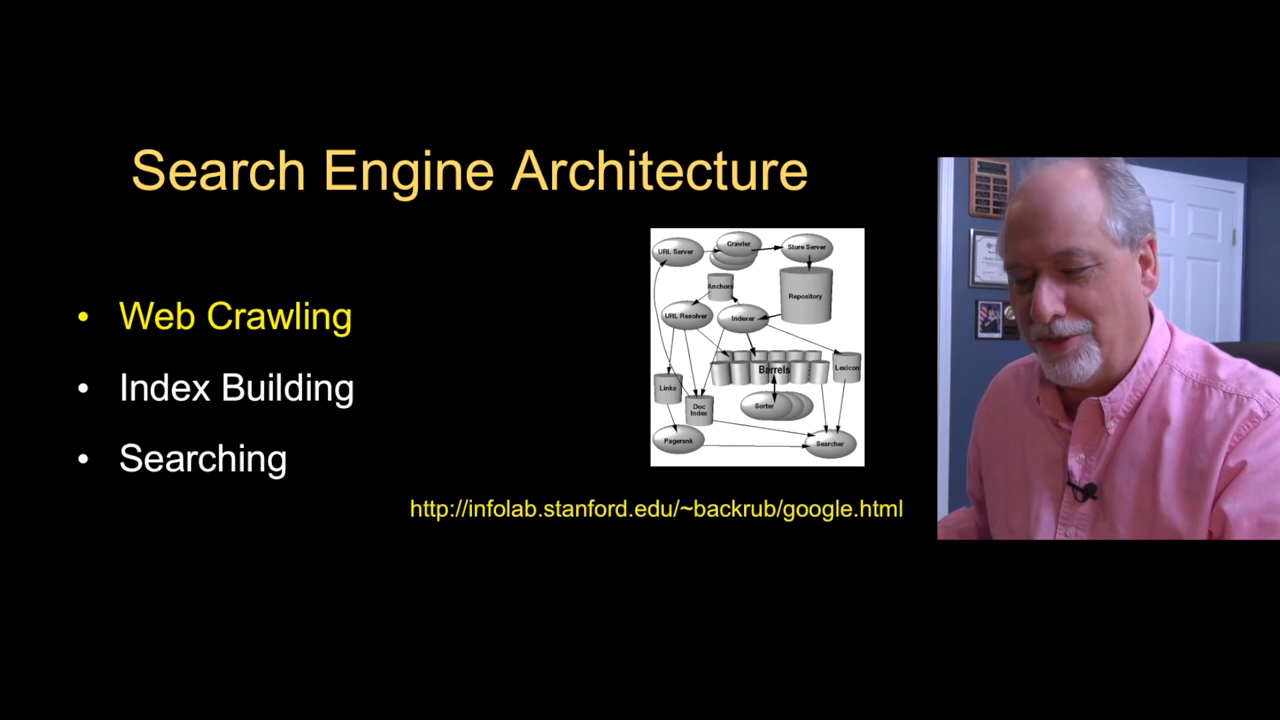 Search Engine Architecture
• Web Crawling
• Index Building
• Searching
URL Server
Crawler
Store Server
Anchors
Repository
URL Resolver
Indexer
Barrels
Lexicon
Links
Doc Index
Sorter
Pagerank
Searcher
http://infolab.stanford.edu/~backrub/google.html